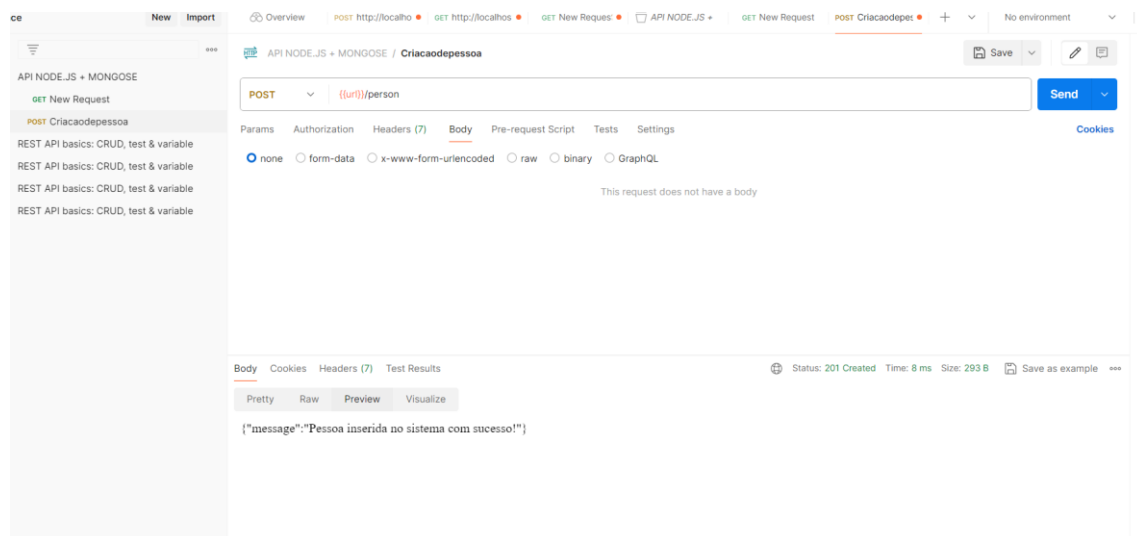 ce New Import Overview POST http://localho GET http://localhos GET New Reques API NODE.JS + GET New Request POST Criacaodepes No environment
API NODE.JS + MONGOSE / Criacaodepessoa Save
API NODE.JS + MONGOSE
GET New Request
POST Criacaodepessoa
REST API basics: CRUD, test & variable
REST API basics: CRUD, test & variable
REST API basics: CRUD, test & variable
REST API basics: CRUD, test & variable
POST {{url}}/person Send
Params Authorization Headers (7) Body Pre-request Script Tests Settings Cookies
none form-data x-www-form-urlencoded raw binary GraphQL
This request does not have a body
Body Cookies Headers (7) Test Results Status: 201 Created Time: 8 ms Size: 293 B Save as example
Pretty Raw Preview Visualize
{"message":"Pessoa inserida no sistema com sucesso!"}